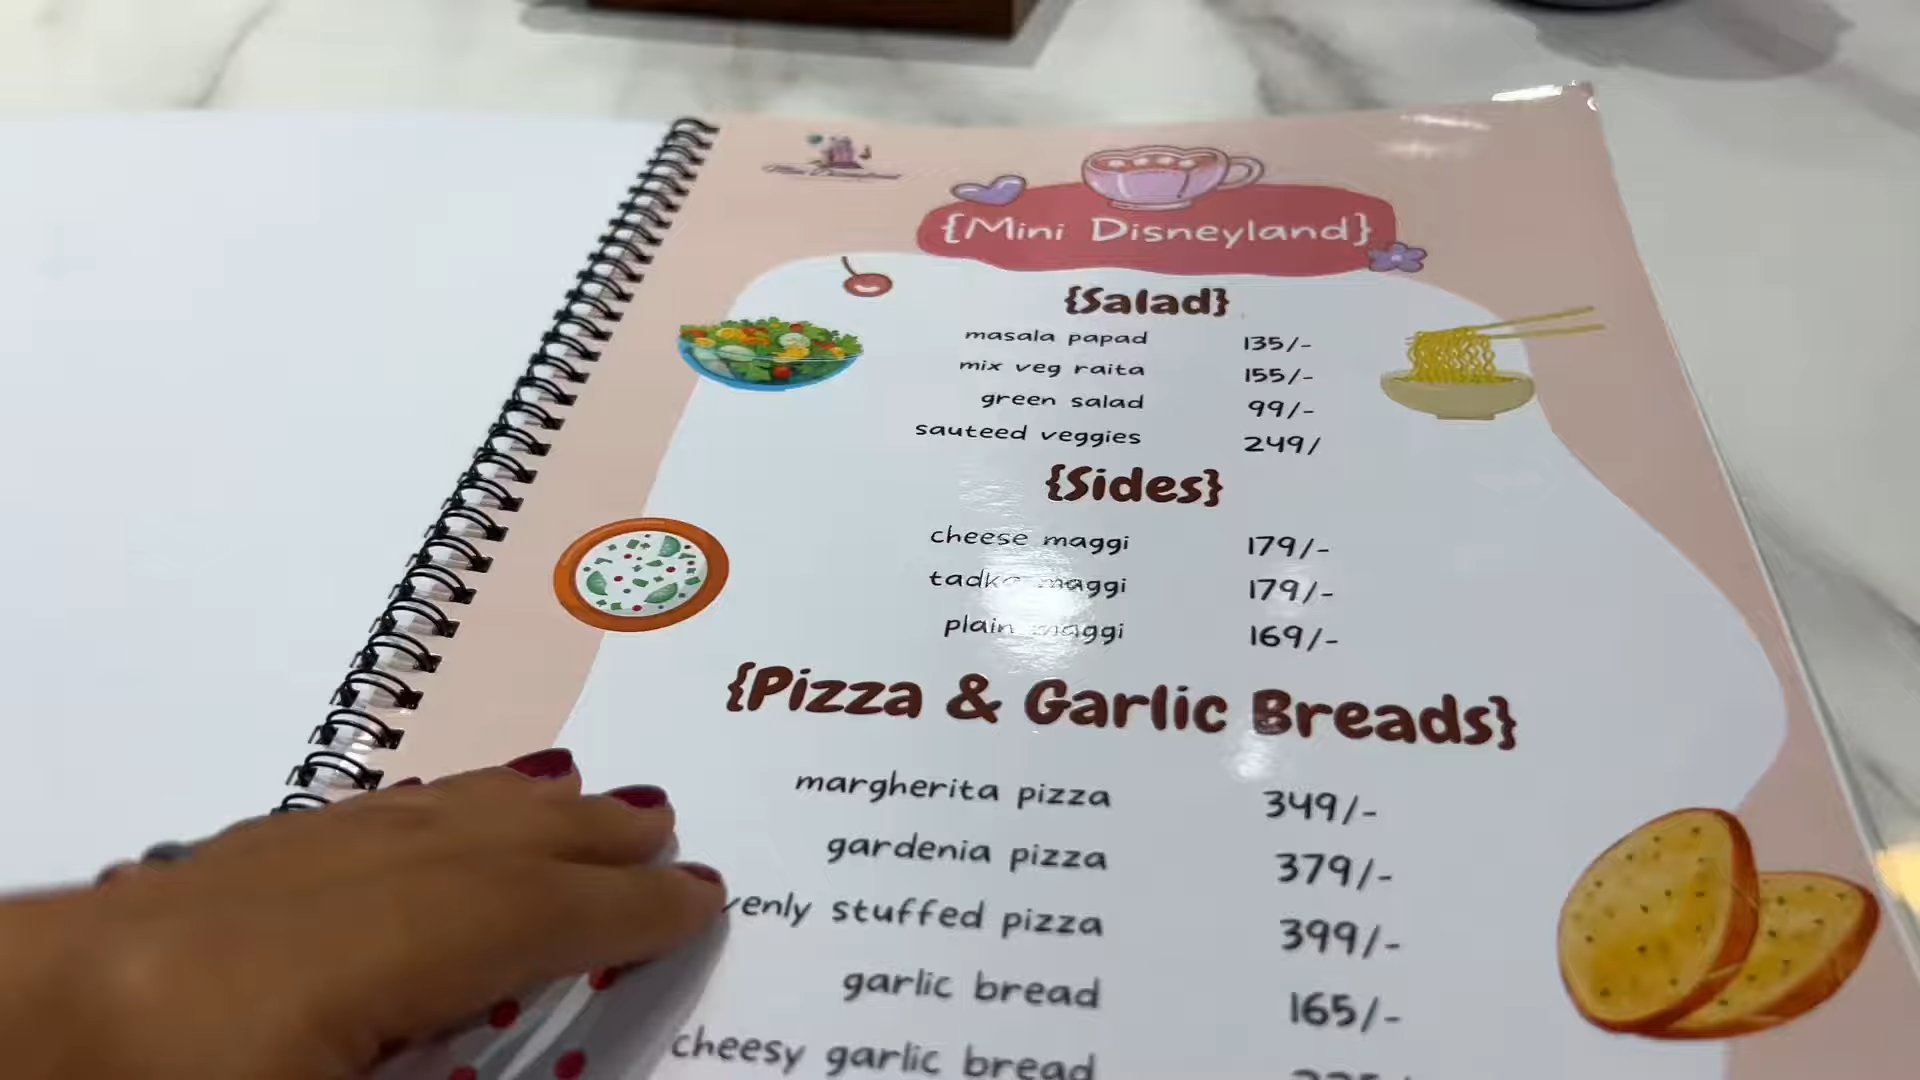 {Mini Disneyland}
{Salad}
masala papad 135/-
mix veg raita 155/-
green salad 99/-
sauteed veggies 249/
{Sides}
cheese maggi 179/-
tadka maggi 179/-
plain maggi 169/-
{Pizza & Garlic Breads}
margherita pizza 349/-
gardenia pizza 379/-
stuffed pizza 399/-
garlic bread 165/-
cheesy garlic bread